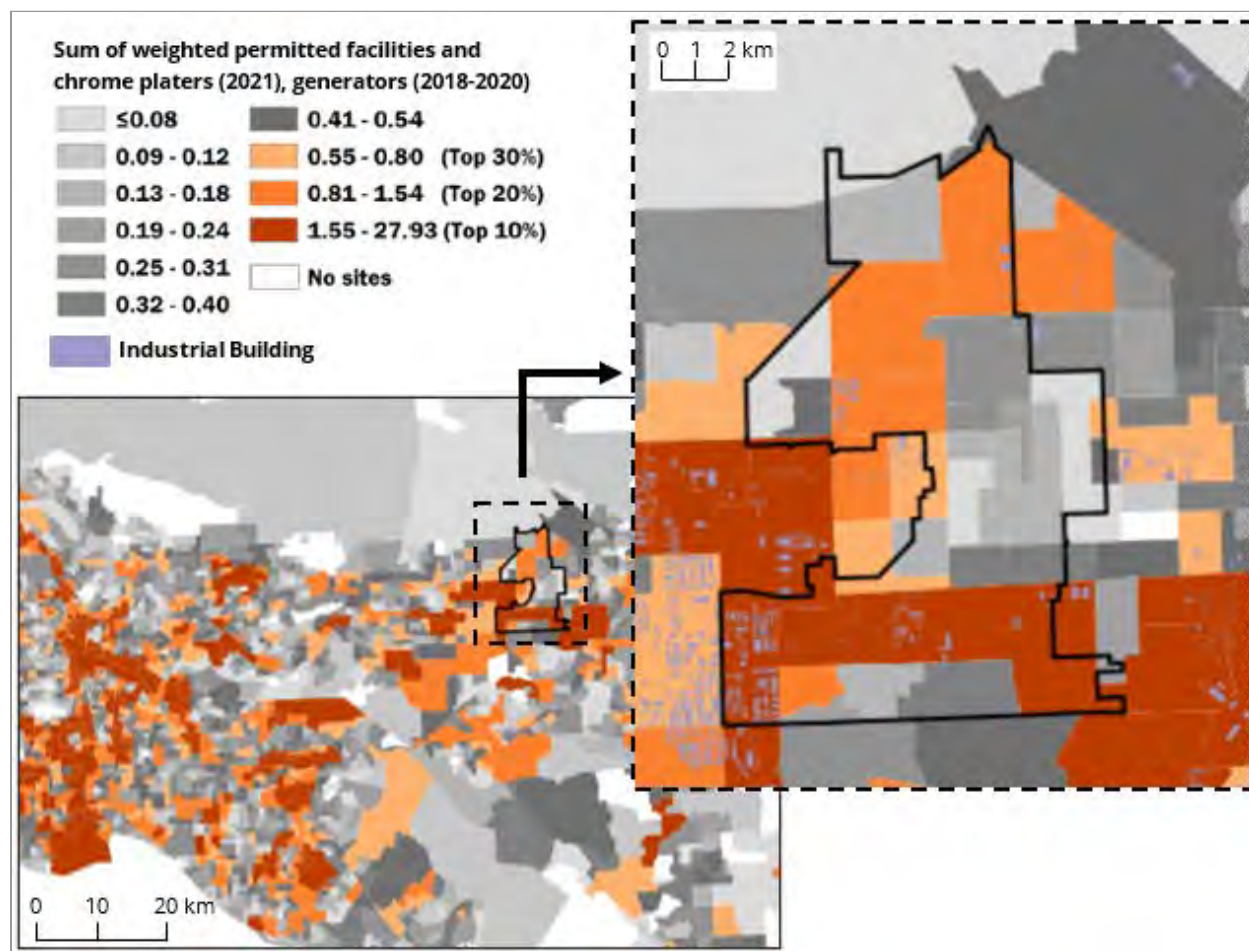 Sum of weighted permitted facilities and
chrome platers (2021), generators (2018-2020)
≤0.08
0.09 - 0.12
0.13 - 0.18
0.19 - 0.24
0.25 - 0.31
0.32 - 0.40
0.41 - 0.54
0.55 - 0.80 (Top 30%)
0.81 - 1.54 (Top 20%)
1.55 - 27.93 (Top 10%)
No sites
Industrial Building
0 1 2 km
0 10 20 km